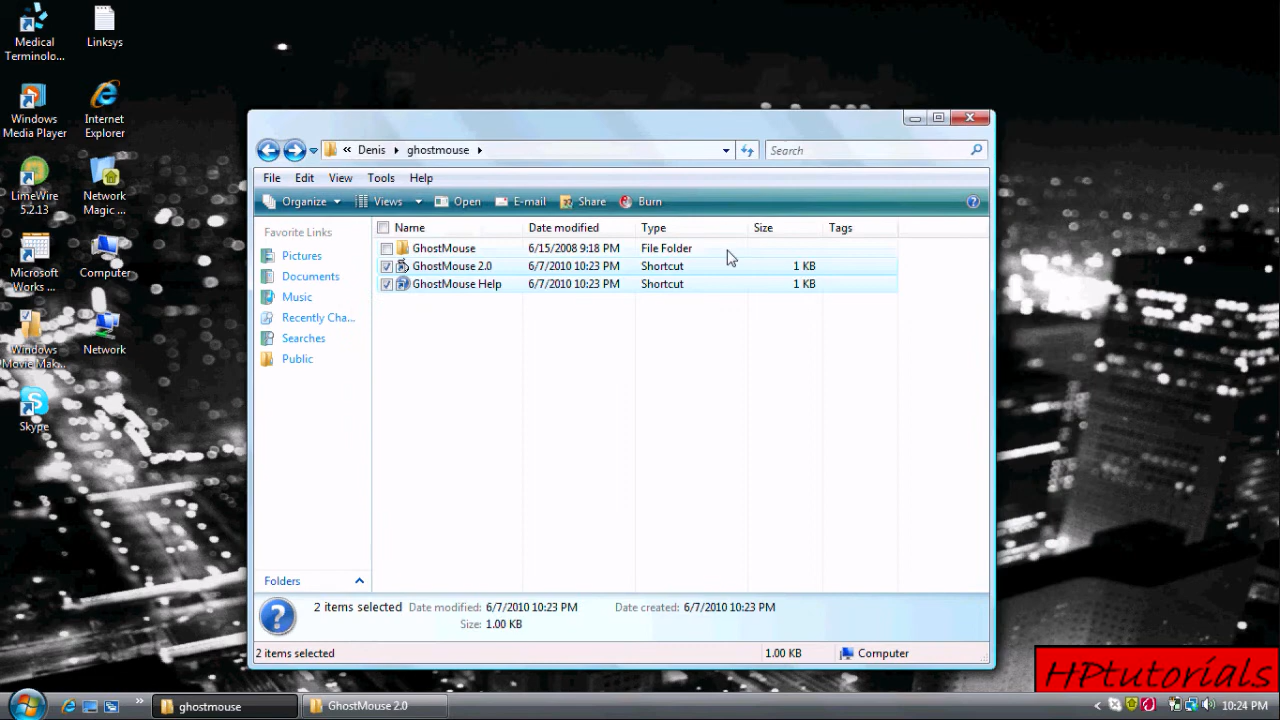 Medical
Terminolo...
Linksys
Windows
Media Player
Internet
Explorer
LimeWire
5.2.13
Network
Magic ...
Microsoft
Works ...
Computer
Windows
Movie Mak...
Network
Skype
« Denis ghostmouse
Search
File Edit View Tools Help
Organize Views Open E-mail Share Burn
Favorite Links
Pictures
Documents
Music
Recently Cha...
Searches
Public
Folders
Name Date modified Type Size Tags
GhostMouse 6/15/2008 9:18 PM File Folder
GhostMouse 2.0 6/7/2010 10:23 PM Shortcut 1 KB
GhostMouse Help 6/7/2010 10:23 PM Shortcut 1 KB
2 items selected Date modified: 6/7/2010 10:23 PM Date created: 6/7/2010 10:23 PM
Size: 1.00 KB
2 items selected 1.00 KB Computer
HPtutorials
ghostmouse GhostMouse 2.0 10:24 PM